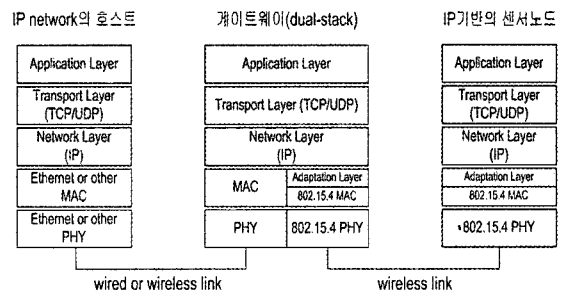 IP network의 호스트
Application Layer
Transport Layer
(TCP/UDP)
Network Layer
(IP)
Ethernet or other
MAC
Ethernet or other
PHY
게이트웨이(dual-stack)
Application Layer
Transport Layer (TCP/UDP)
Network Layer
(IP)
MAC
Adaptation Layer
802.15.4 MAC
PHY
802.15.4 PHY
IP기반의 센서노드
Application Layer
Transport Layer
(TCP/UDP)
Network Layer
(IP)
Adaptation Layer
802.15.4 MAC
802.15.4 PHY
wired or wireless link
wireless link